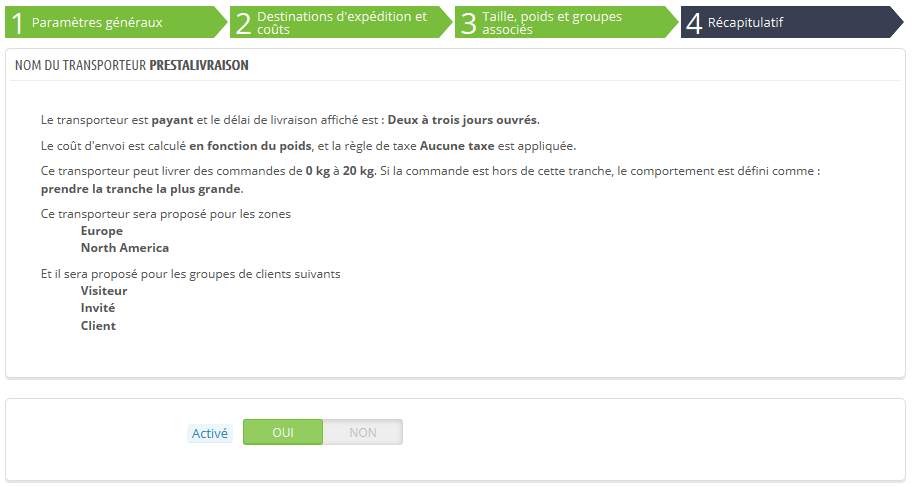 1 Paramètres généraux
2 Destinations d'expédition et
coûts
3 Taille, poids et groupes
associés
4 Récapitulatif
NOM DU TRANSPORTEUR PRESTALIVRAISON
Le transporteur est payant et le délai de livraison affiché est : Deux à trois jours ouvrés.
Le coût d'envoi est calculé en fonction du poids, et la règle de taxe Aucune taxe est appliquée.
Ce transporteur peut livrer des commandes de 0 kg à 20 kg. Si la commande est hors de cette tranche, le comportement est défini comme :
prendre la tranche la plus grande.
Ce transporteur sera proposé pour les zones
Europe
North America
Et il sera proposé pour les groupes de clients suivants
Visiteur
Invité
Client
Activé OUI NON